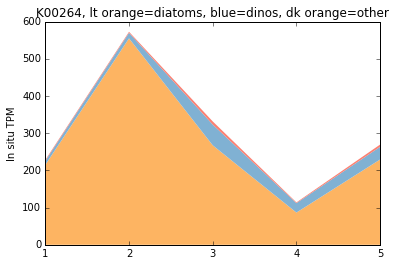 K00264, lt orange=diatoms, blue=dinos, dk orange=other
600
500
400
300
200
100
0
In situ TPM
1 2 3 4 5